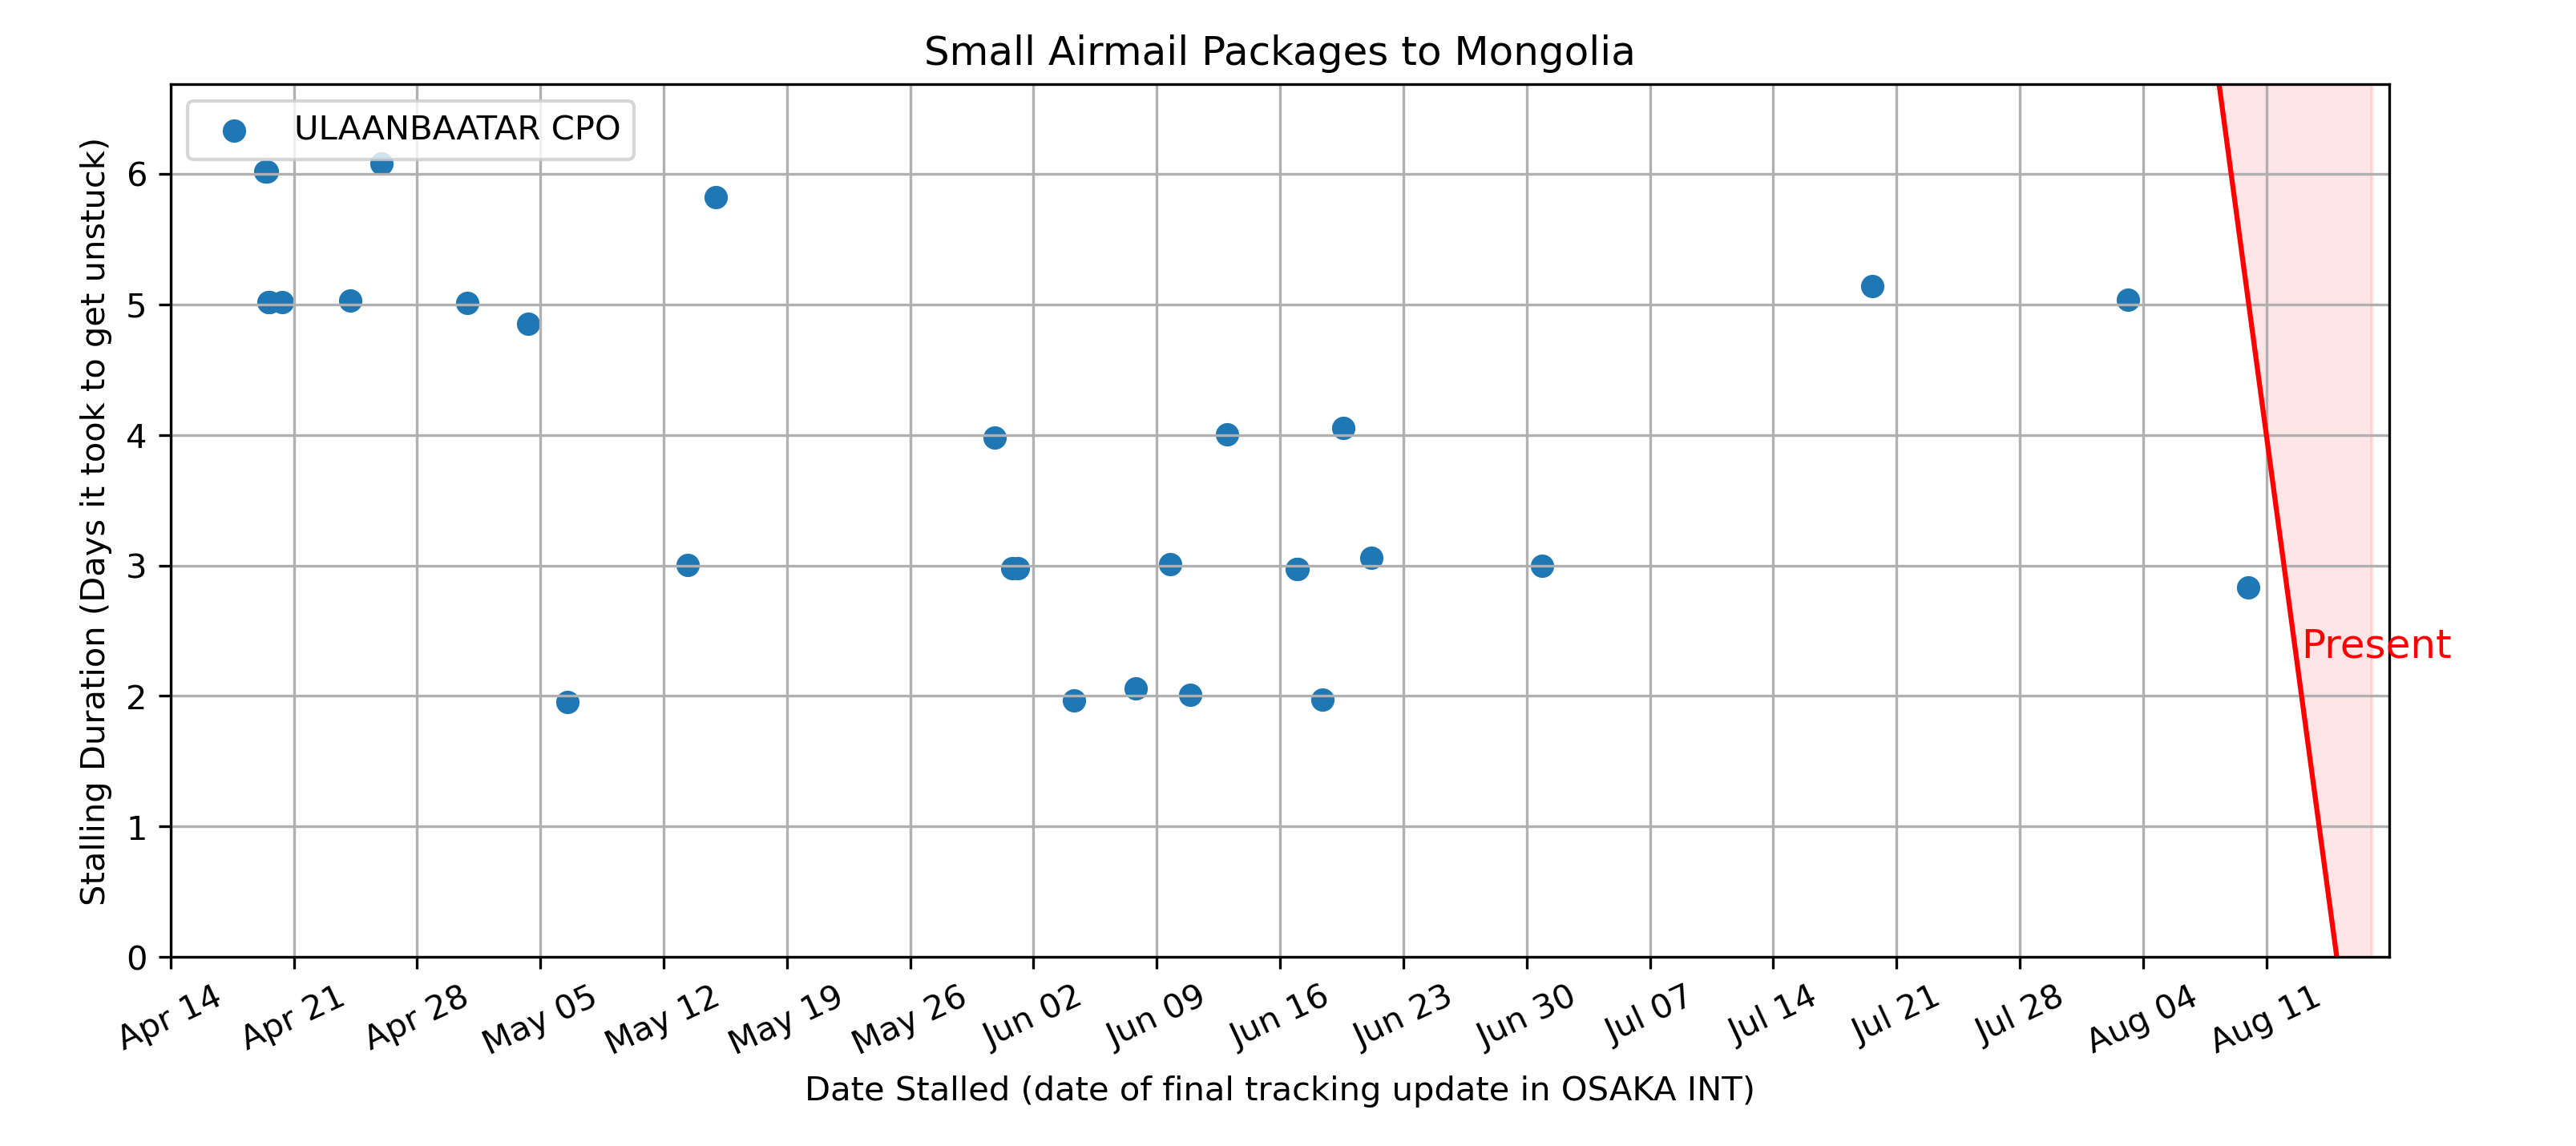 Small Airmail Packages to Mongolia
ULAANBAATAR CPO
Stalling Duration (Days it took to get unstuck)
6
5
4
3
2
1
0
Present
Apr 14
Apr 21
Apr 28
May 05
May 12
May 19
May 26
Jun 02
Jun 09
Jun 16
Jun 23
Jun 30
Jul 07
Jul 14
Jul 21
Jul 28
Aug 04
Aug 11
Date Stalled (date of final tracking update in OSAKA INT)